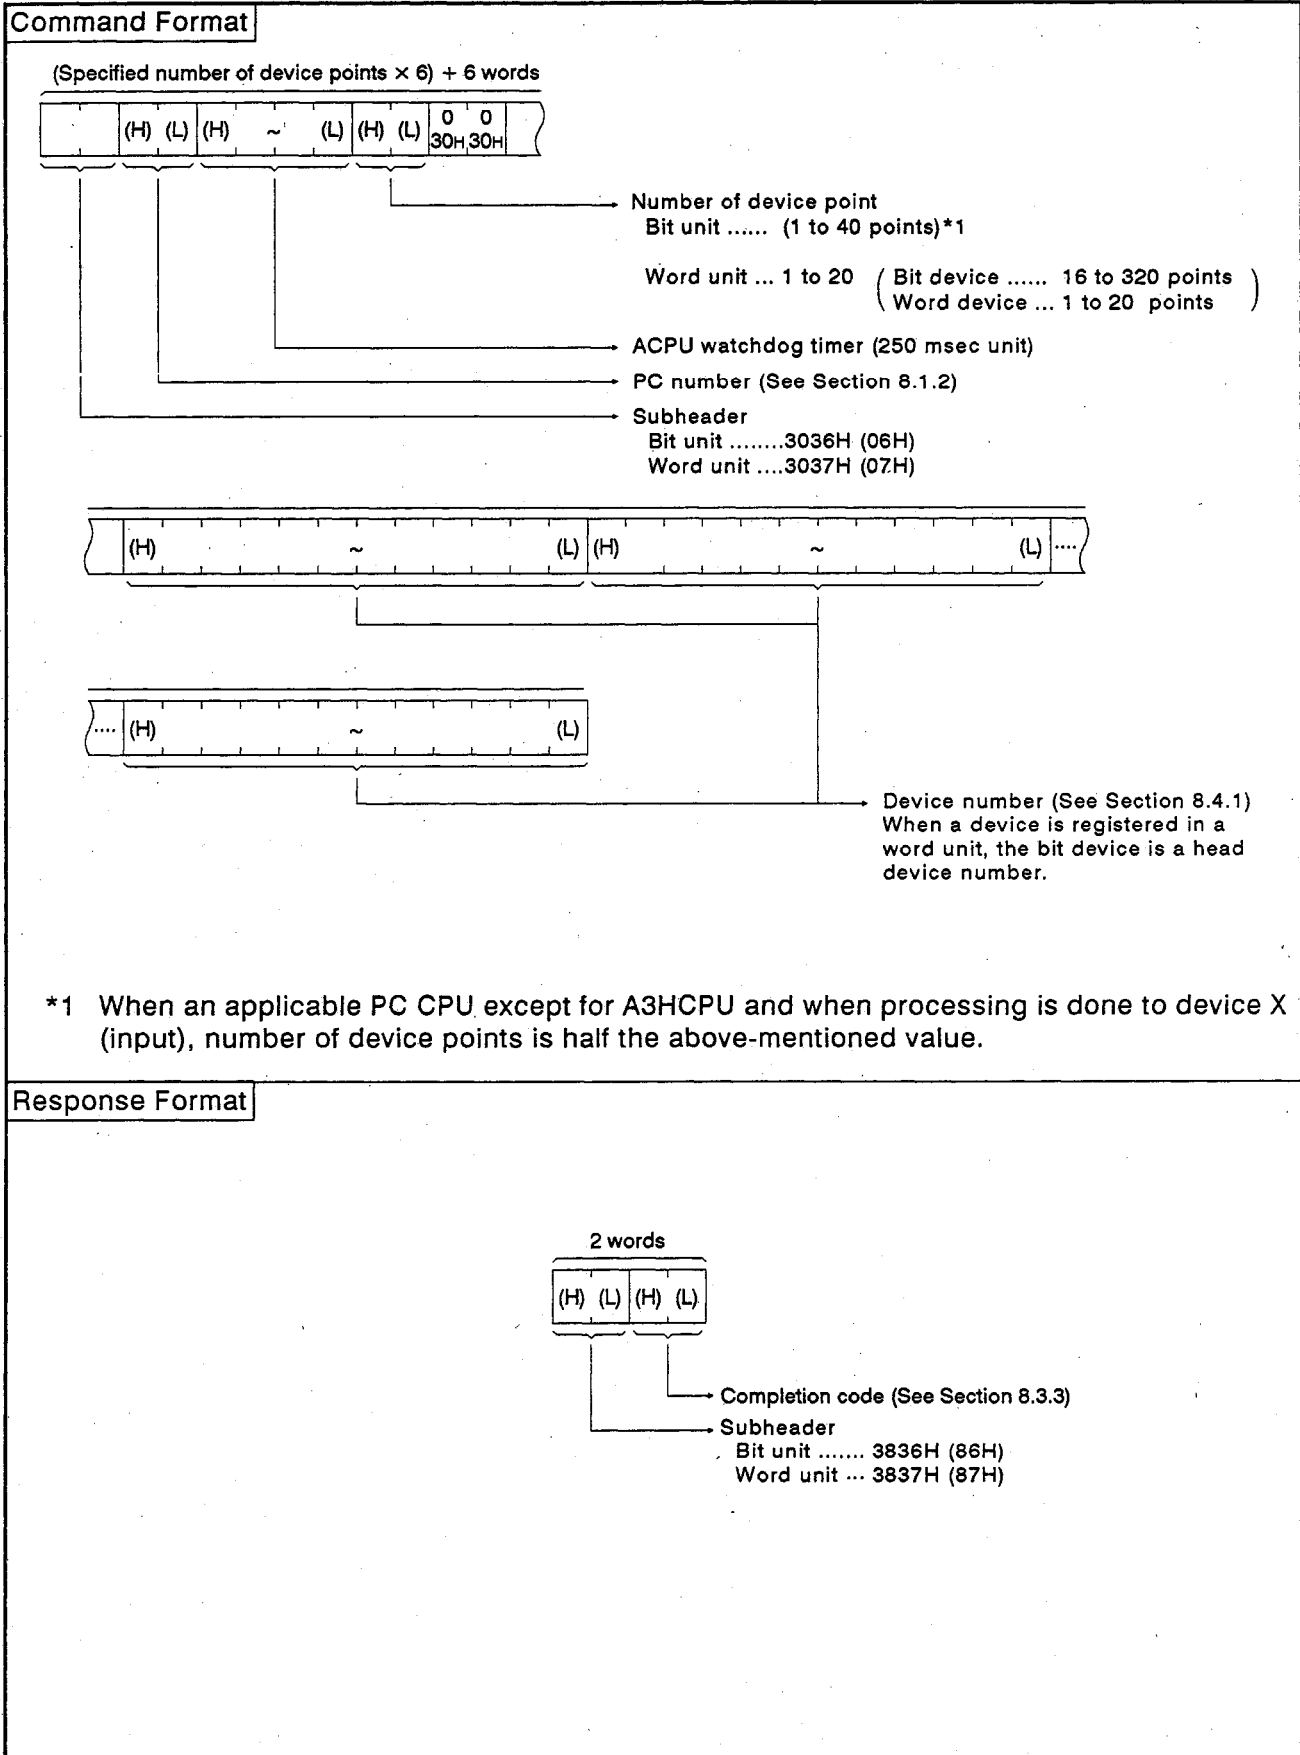 Command Format
(Specified number of device points × 6) + 6 words
(H) (L) (H) ~ (L) (H) (L) 0 0
30H 30H
Number of device point
Bit unit ...... (1 to 40 points)*1
Word unit ... 1 to 20 ( Bit device ...... 16 to 320 points
Word device ... 1 to 20 points )
ACPU watchdog timer (250 msec unit)
PC number (See Section 8.1.2)
Subheader
Bit unit ........3036H (06H)
Word unit ....3037H (07H)
(H) ~ (L) (H) ~ (L) ....
.... (H) ~ (L)
Device number (See Section 8.4.1)
When a device is registered in a
word unit, the bit device is a head
device number.
*1 When an applicable PC CPU except for A3HCPU and when processing is done to device X
(input), number of device points is half the above-mentioned value.
Response Format
2 words
(H) (L) (H) (L)
Completion code (See Section 8.3.3)
Subheader
Bit unit ....... 3836H (86H)
Word unit ... 3837H (87H)